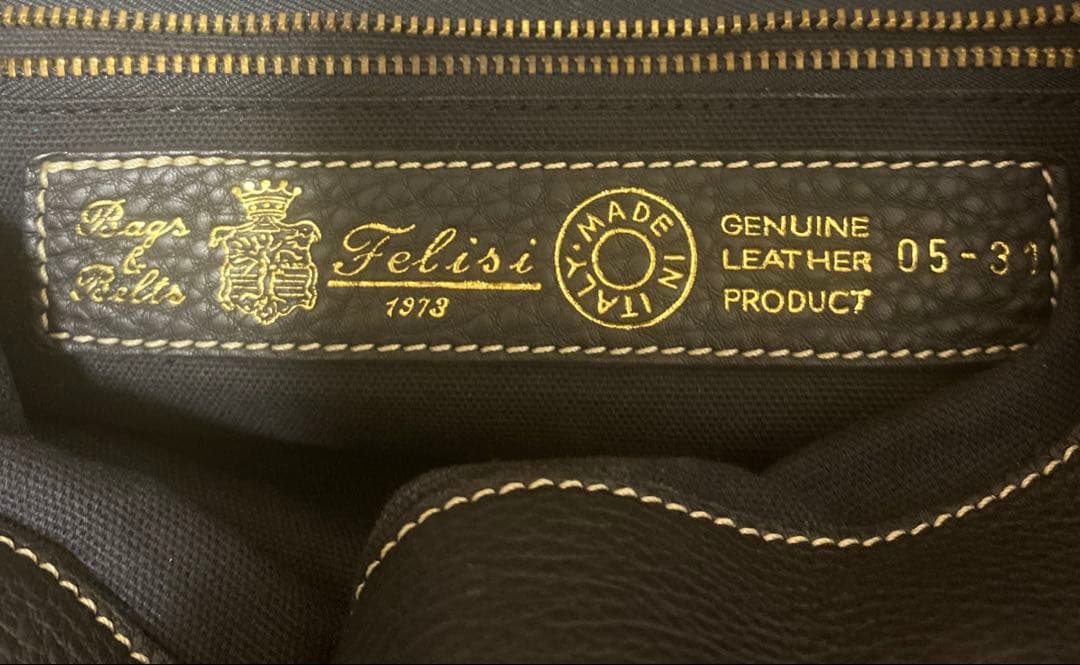 Bags
&
Belts
Felisi
1973
MADE IN ITALY
GENUINE
LEATHER
PRODUCT
05-31